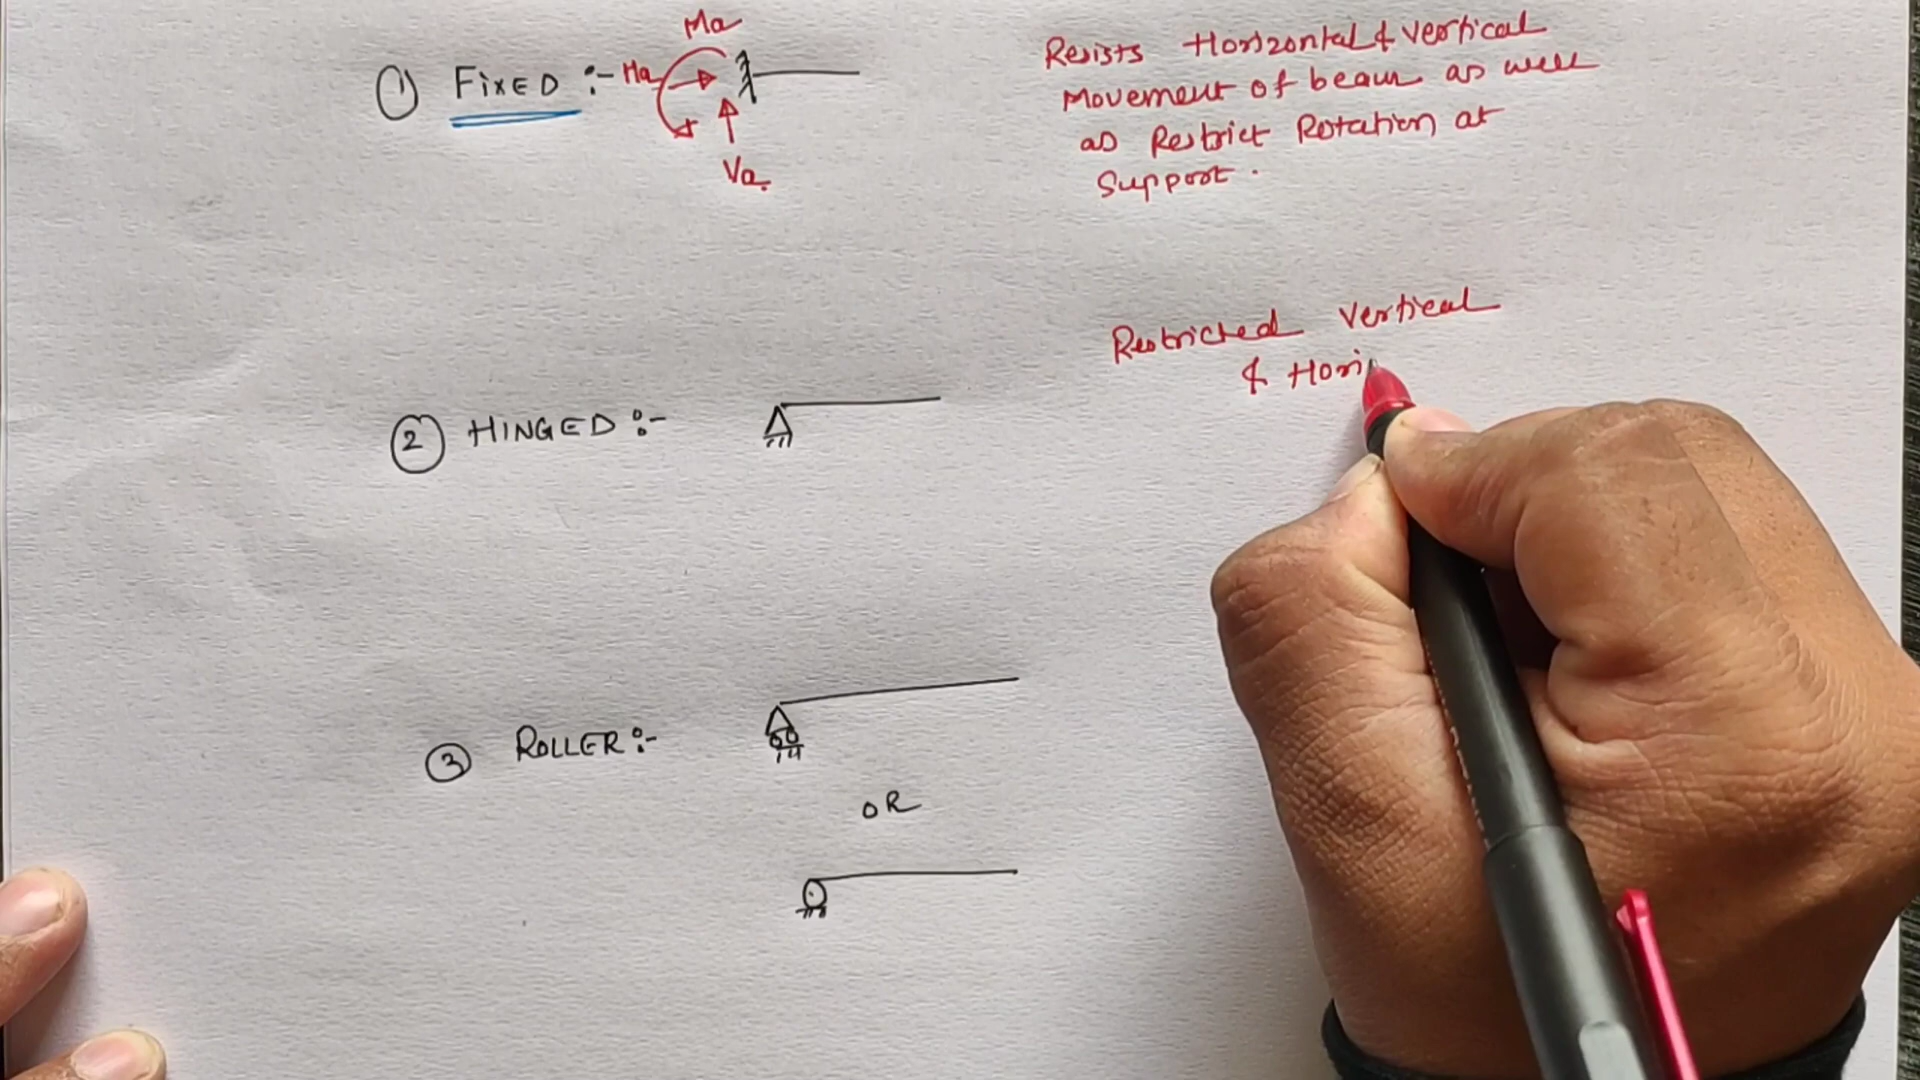 Ma
① FIXED :- Ha
Va.
Resists Horizontal & vertical
Movement of beam as well
as Restrict Rotation at
Support.
Restricted Vertical
& Hori
② HINGED :-
③ ROLLER :-
OR